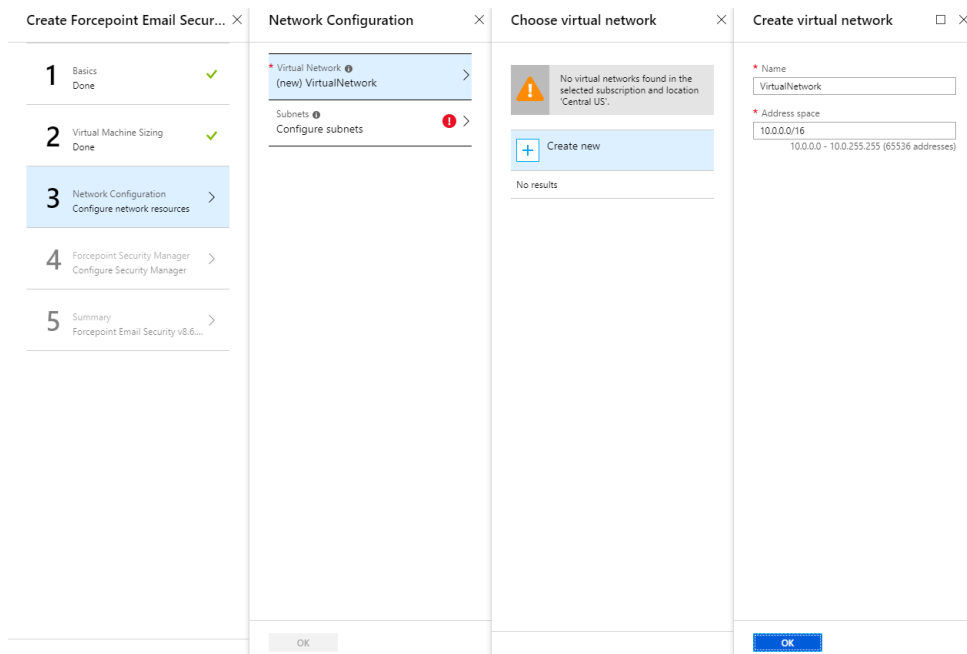 Create Forcepoint Email Secur...
1
Basics
Done
2
Virtual Machine Sizing
Done
3
Network Configuration
Configure network resources
4
Forcepoint Security Manager
Configure Security Manager
5
Summary
Forcepoint Email Security v8.6....
Network Configuration
* Virtual Network
(new) VirtualNetwork
Subnets
Configure subnets
OK
Choose virtual network
No virtual networks found in the
selected subscription and location
'Central US'.
Create new
No results
Create virtual network
* Name
VirtualNetwork
* Address space
10.0.0.0/16
10.0.0.0 - 10.0.255.255 (65536 addresses)
OK